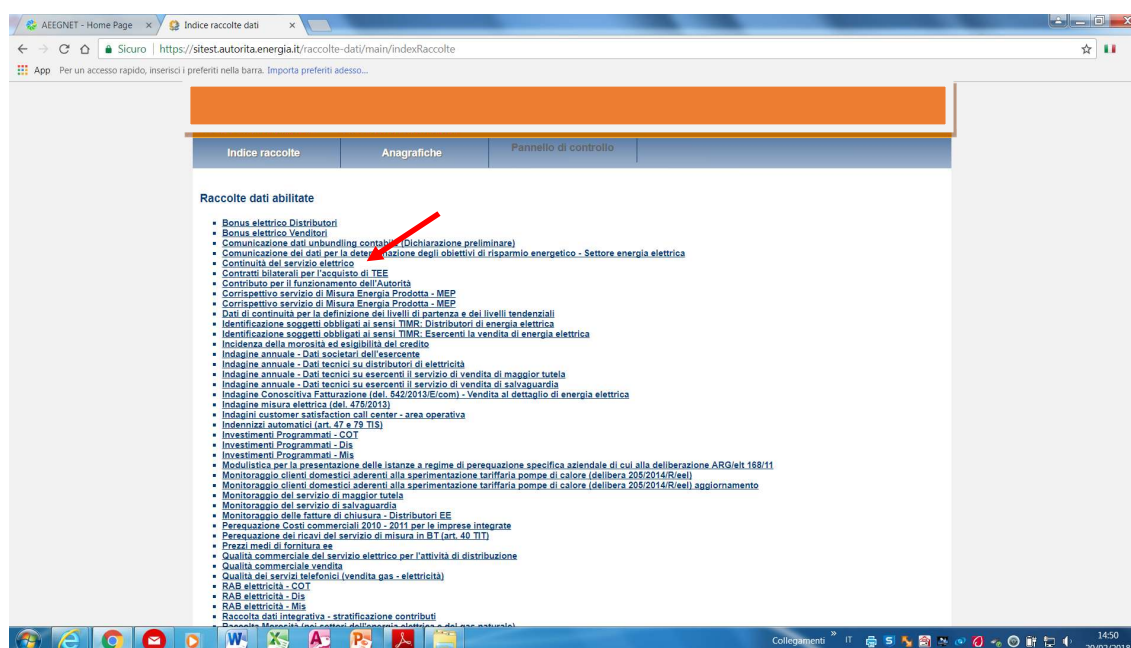 AEEGNET - Home Page
Indice raccolte dati
Sicuro | https://sitest.autorita.energia.it/raccolte-dati/main/indexRaccolte
App Per un accesso rapido, inserisci i preferiti nella barra. Importa preferiti adesso...
Indice raccolte Anagrafiche Pannello di controllo
Raccolte dati abilitate
Bonus elettrico Distributori
Bonus elettrico Venditori
Comunicazione dati unbundling contabile (Dichiarazione preliminare)
Comunicazione dei dati per la determinazione degli obiettivi di risparmio energetico - Settore energia elettrica
Continuità del servizio elettrico
Contratti bilaterali per l'acquisto di TEE
Contributo per il funzionamento dell'Autorità
Corrispettivo servizio di Misura Energia Prodotta - MEP
Corrispettivo servizio di Misura Energia Prodotta - MEP
Dati di continuità per la definizione dei livelli di partenza e dei livelli tendenziali
Identificazione soggetti obbligati ai sensi TIMR: Distributori di energia elettrica
Identificazione soggetti obbligati ai sensi TIMR: Esercenti la vendita di energia elettrica
Incidenza della morosità ed esigibilità del credito
Indagine annuale - Dati societari dell'esercente
Indagine annuale - Dati tecnici su distributori di elettricità
Indagine annuale - Dati tecnici su esercenti il servizio di vendita di maggior tutela
Indagine annuale - Dati tecnici su esercenti il servizio di vendita di salvaguardia
Indagine Conoscitiva Fatturazione (del. 542/2013/E/com) - Vendita al dettaglio di energia elettrica
Indagine misura elettrica (del. 475/2013)
Indagini customer satisfaction call center - area operativa
Indennizzi automatici (art. 47 e 79 TIS)
Investimenti Programmati - COT
Investimenti Programmati - Dis
Investimenti Programmati - Mis
Modulistica per la presentazione delle istanze a regime di perequazione specifica aziendale di cui alla deliberazione ARG/elt 168/11
Monitoraggio clienti domestici aderenti alla sperimentazione tariffaria pompe di calore (delibera 205/2014/R/eel)
Monitoraggio clienti domestici aderenti alla sperimentazione tariffaria pompe di calore (delibera 205/2014/R/eel) aggiornamento
Monitoraggio del servizio di maggior tutela
Monitoraggio del servizio di salvaguardia
Monitoraggio delle fatture di chiusura - Distributori EE
Perequazione Costi commerciali 2010 - 2011 per le imprese integrate
Perequazione dei ricavi del servizio di misura in BT (art. 40 TIT)
Prezzi medi di fornitura ee
Qualità commerciale del servizio elettrico per l'attività di distribuzione
Qualità commerciale vendita
Qualità dei servizi telefonici (vendita gas - elettricità)
RAB elettricità - COT
RAB elettricità - Dis
RAB elettricità - Mis
Raccolta dati integrativa - stratificazione contributi
Raccolta Morosità (nei settori dell'energia elettrica e del gas naturale)
Collegamenti » IT 14:50
20/02/2018